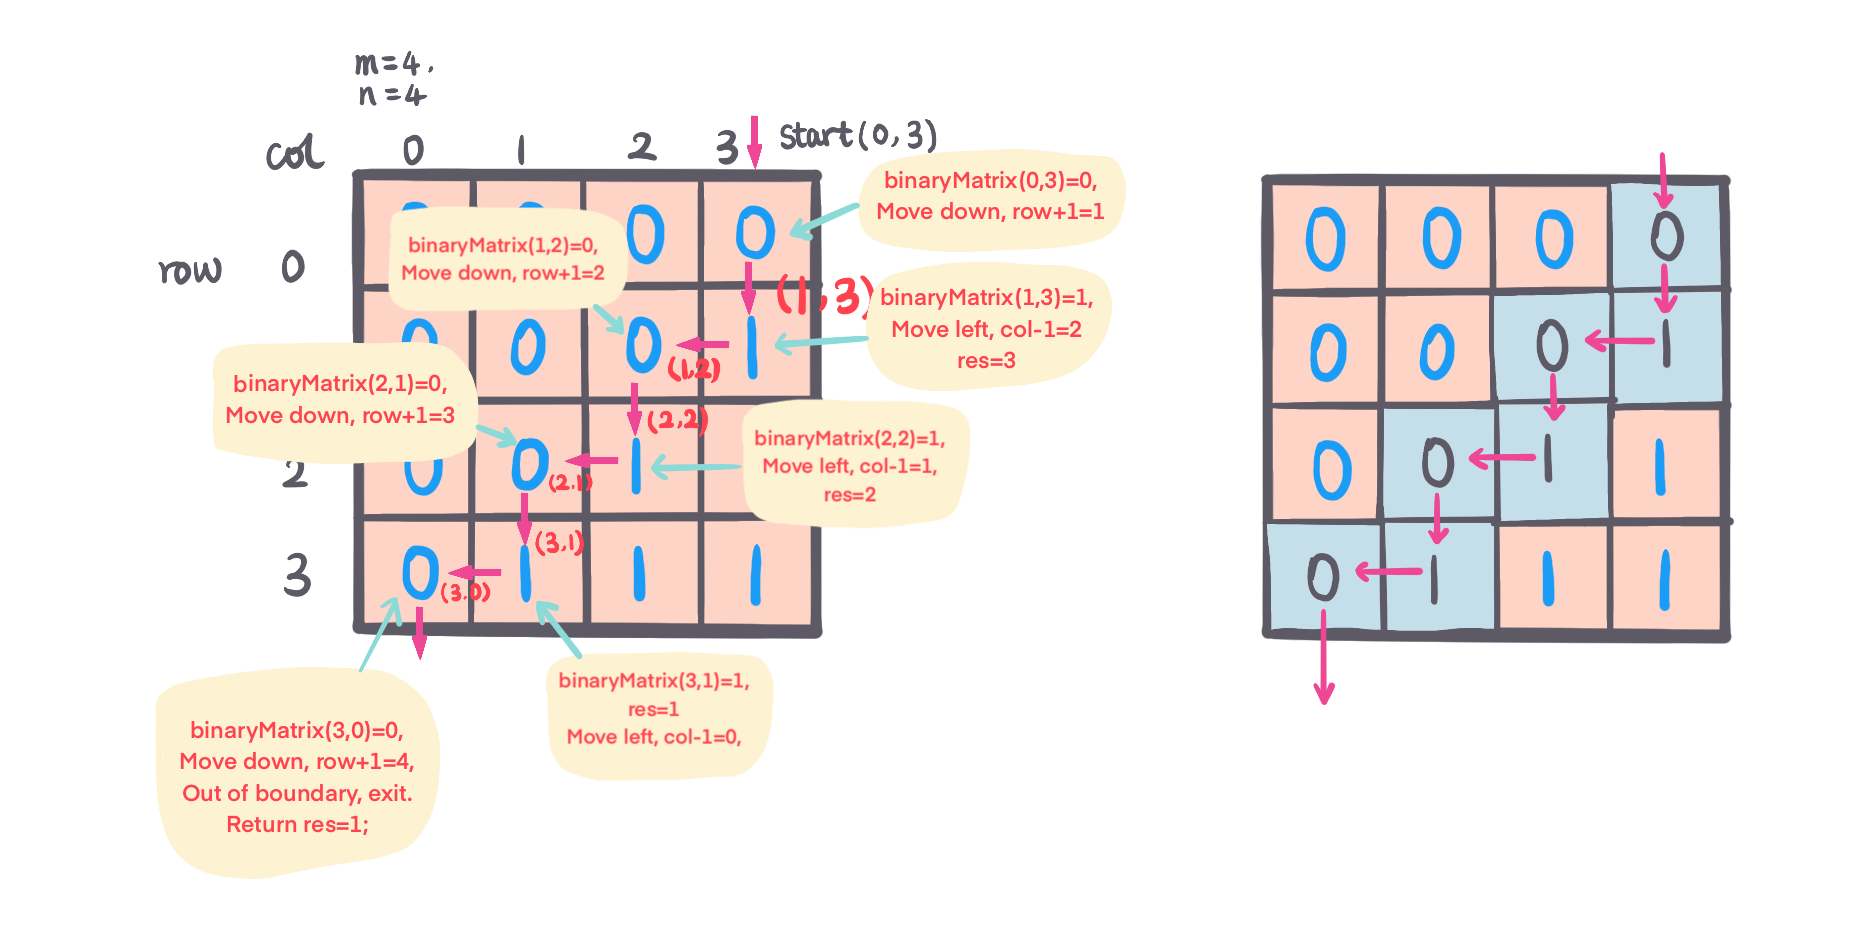 m=4.
n=4
col 0 1 2 3
start(0,3)
row 0
2
3
0 0
0 0 1
0 0 1
0 1 1 1
binaryMatrix(0,3)=0,
Move down, row+1=1
binaryMatrix(1,2)=0,
Move down, row+1=2
(1,3)
binaryMatrix(1,3)=1,
Move left, col-1=2
res=3
(1,2)
binaryMatrix(2,1)=0,
Move down, row+1=3
(2,2)
binaryMatrix(2,2)=1,
Move left, col-1=1,
res=2
(2,1)
(3,1)
(3,0)
binaryMatrix(3,1)=1,
res=1
Move left, col-1=0,
binaryMatrix(3,0)=0,
Move down, row+1=4,
Out of boundary, exit.
Return res=1;
0 0 0 0
0 0 0 1
0 0 1 1
0 1 1 1